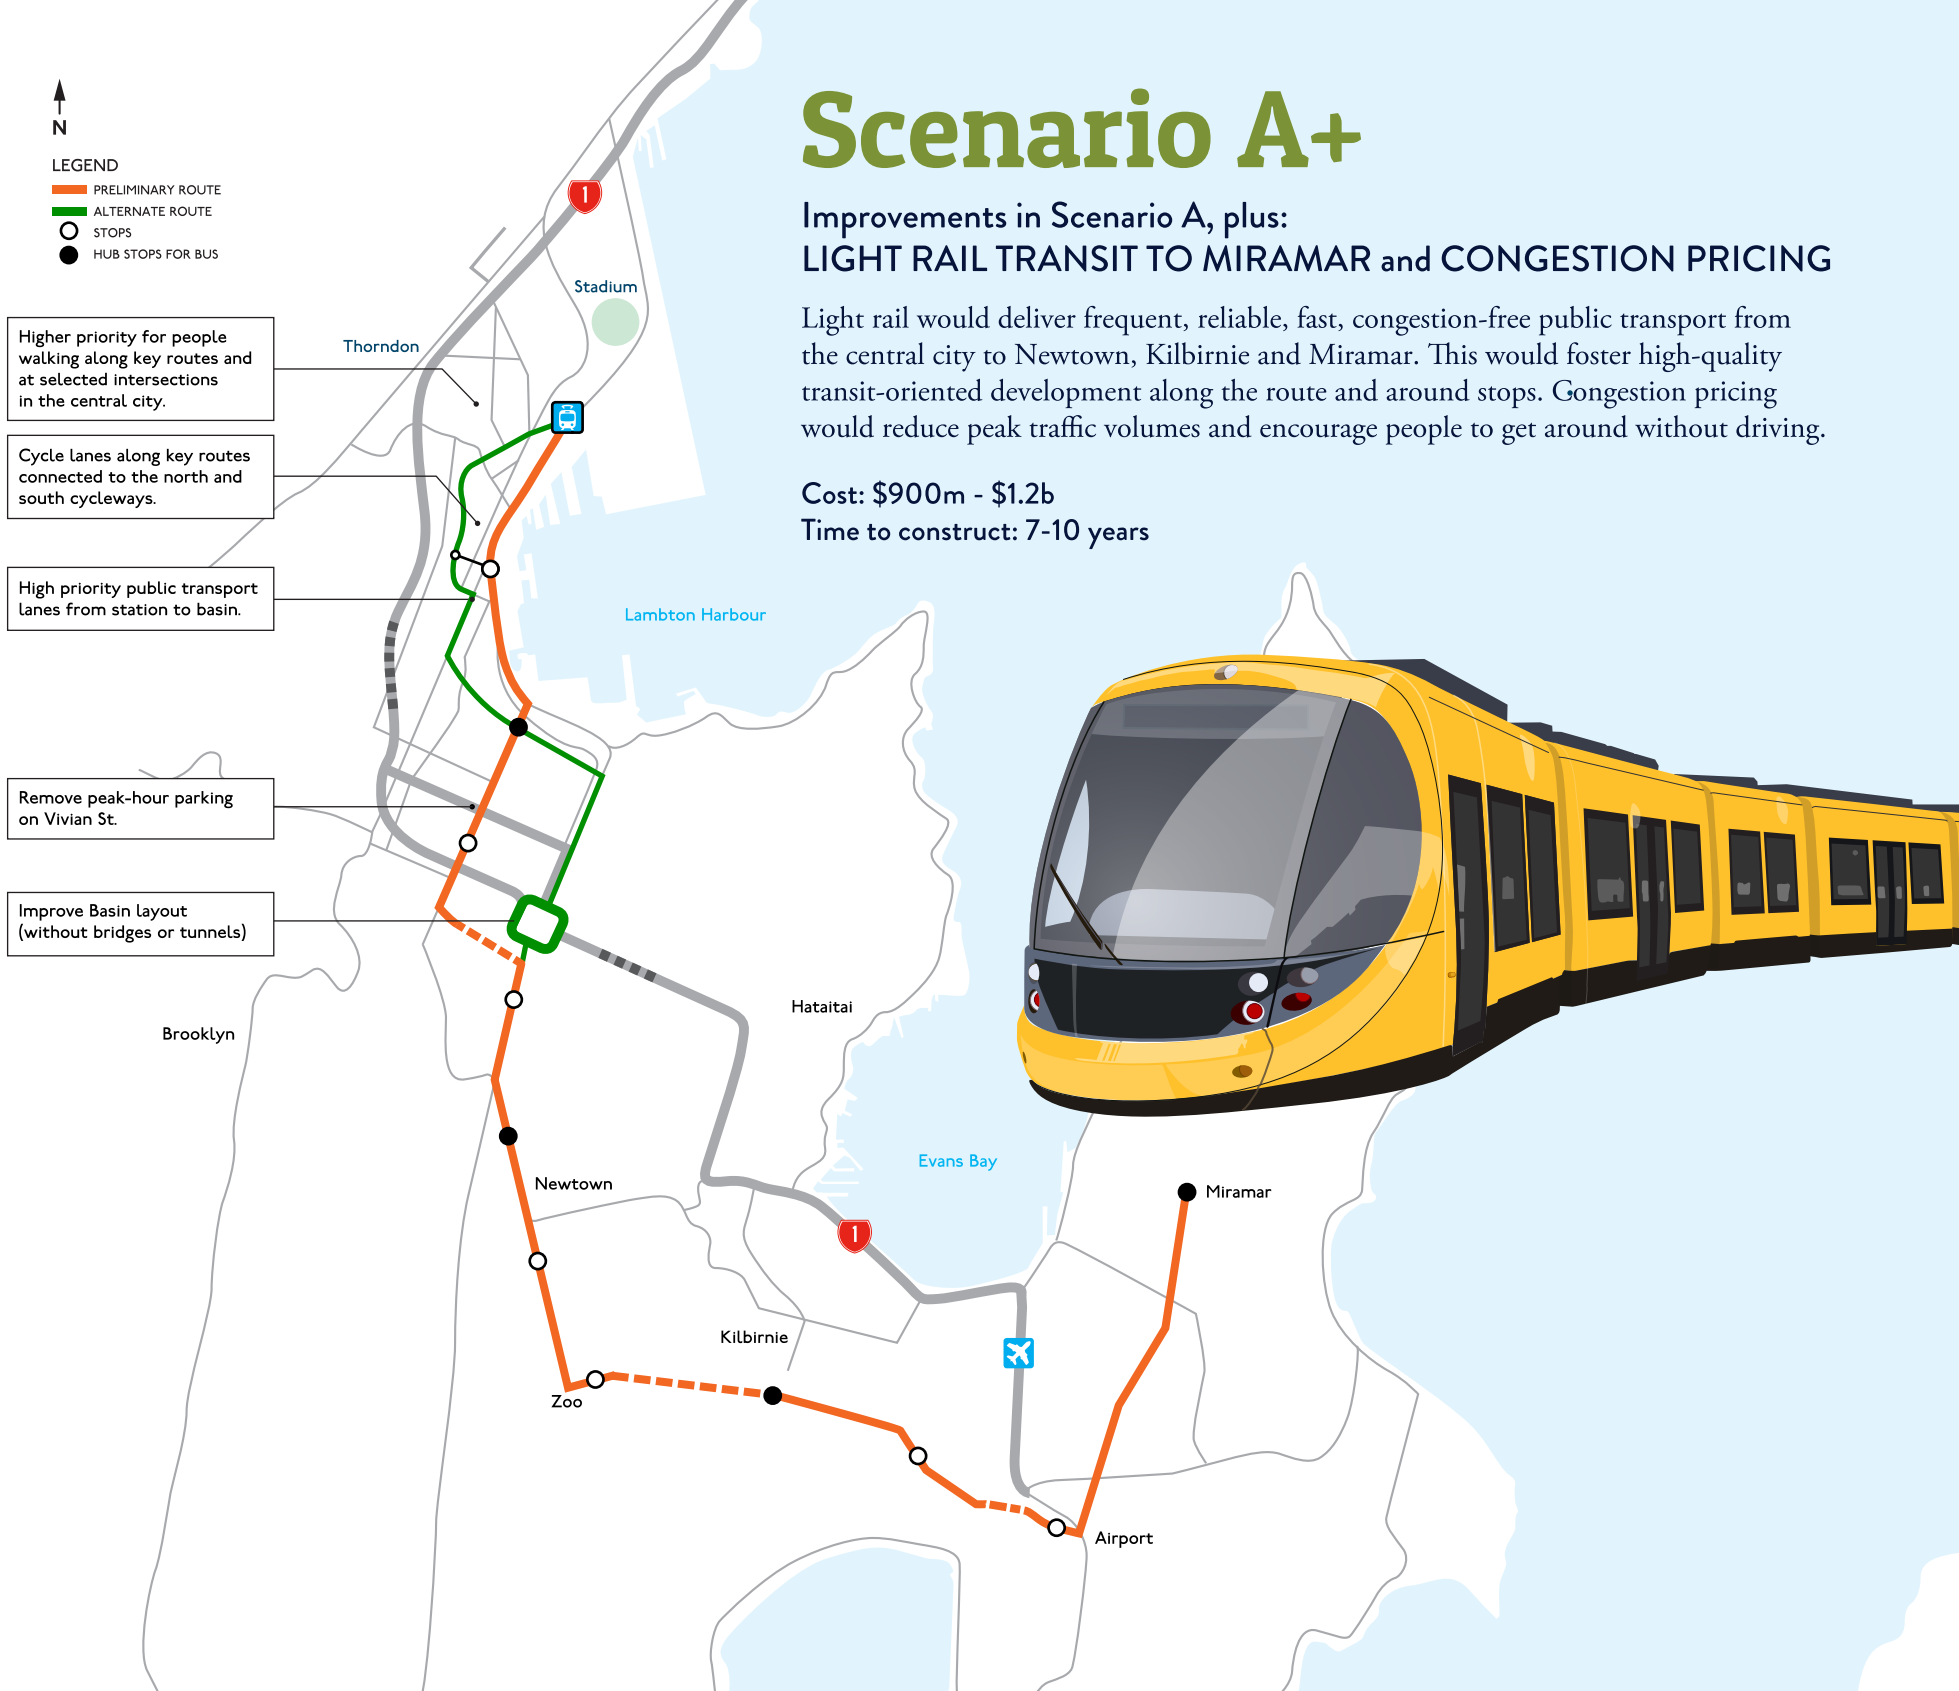 Scenario A+
Improvements in Scenario A, plus:
LIGHT RAIL TRANSIT TO MIRAMAR and CONGESTION PRICING
Light rail would deliver frequent, reliable, fast, congestion-free public transport from
the central city to Newtown, Kilbirnie and Miramar. This would foster high-quality
transit-oriented development along the route and around stops. Congestion pricing
would reduce peak traffic volumes and encourage people to get around without driving.
Cost: $900m - $1.2b
Time to construct: 7-10 years
N
LEGEND
PRELIMINARY ROUTE
ALTERNATE ROUTE
STOPS
HUB STOPS FOR BUS
Higher priority for people
walking along key routes and
at selected intersections
in the central city.
Cycle lanes along key routes
connected to the north and
south cycleways.
High priority public transport
lanes from station to basin.
Remove peak-hour parking
on Vivian St.
Improve Basin layout
(without bridges or tunnels)
1
Stadium
Thorndon
Lambton Harbour
Hataitai
Brooklyn
Evans Bay
Newtown
Miramar
1
Kilbirnie
Zoo
Airport